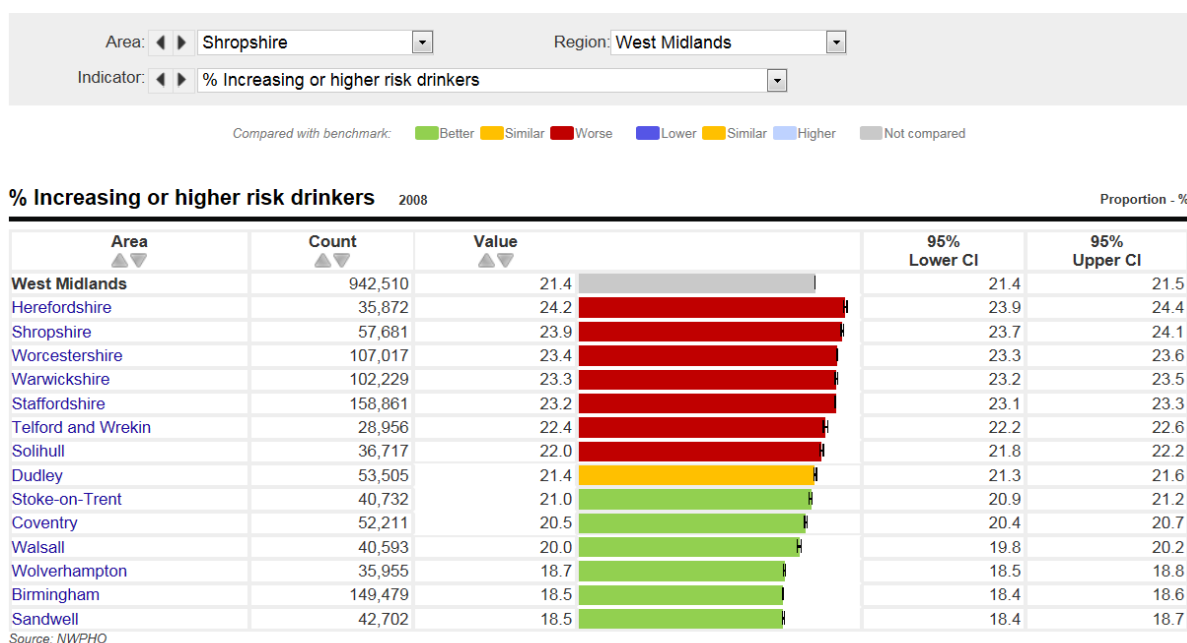 Area: Shropshire Region: West Midlands
Indicator: % Increasing or higher risk drinkers
Compared with benchmark: Better Similar Worse Lower Similar Higher Not compared
% Increasing or higher risk drinkers 2008 Proportion - %
Area Count Value 95% Lower CI 95% Upper CI
West Midlands 942,510 21.4 21.4 21.5
Herefordshire 35,872 24.2 23.9 24.4
Shropshire 57,681 23.9 23.7 24.1
Worcestershire 107,017 23.4 23.3 23.6
Warwickshire 102,229 23.3 23.2 23.5
Staffordshire 158,861 23.2 23.1 23.3
Telford and Wrekin 28,956 22.4 22.2 22.6
Solihull 36,717 22.0 21.8 22.2
Dudley 53,505 21.4 21.3 21.6
Stoke-on-Trent 40,732 21.0 20.9 21.2
Coventry 52,211 20.5 20.4 20.7
Walsall 40,593 20.0 19.8 20.2
Wolverhampton 35,955 18.7 18.5 18.8
Birmingham 149,479 18.5 18.4 18.6
Sandwell 42,702 18.5 18.4 18.7
Source: NWPHO